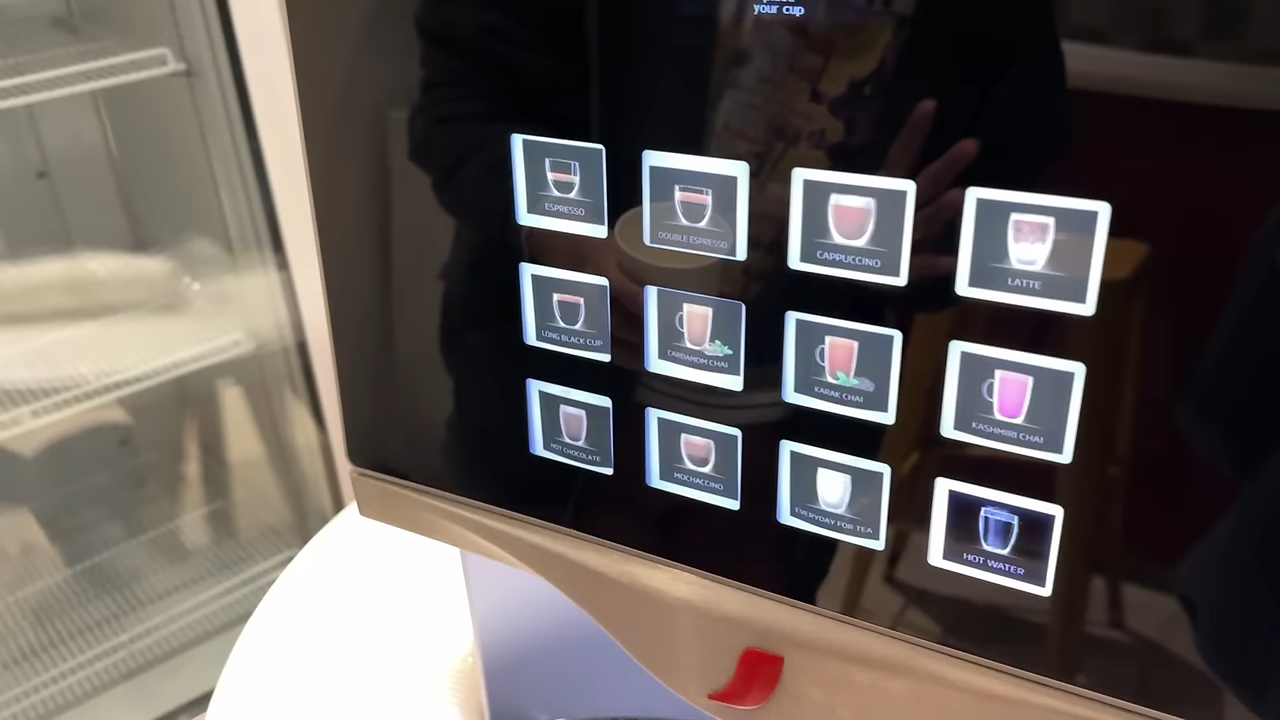 your cup
ESPRESSO
DOUBLE ESPRESSO
CAPPUCCINO
LATTE
LONG BLACK CUP
CARDAMOM CHAI
KARAK CHAI
KASHMIRI CHAI
HOT CHOCOLATE
MOCHACCINO
EVERYDAY FOR TEA
HOT WATER